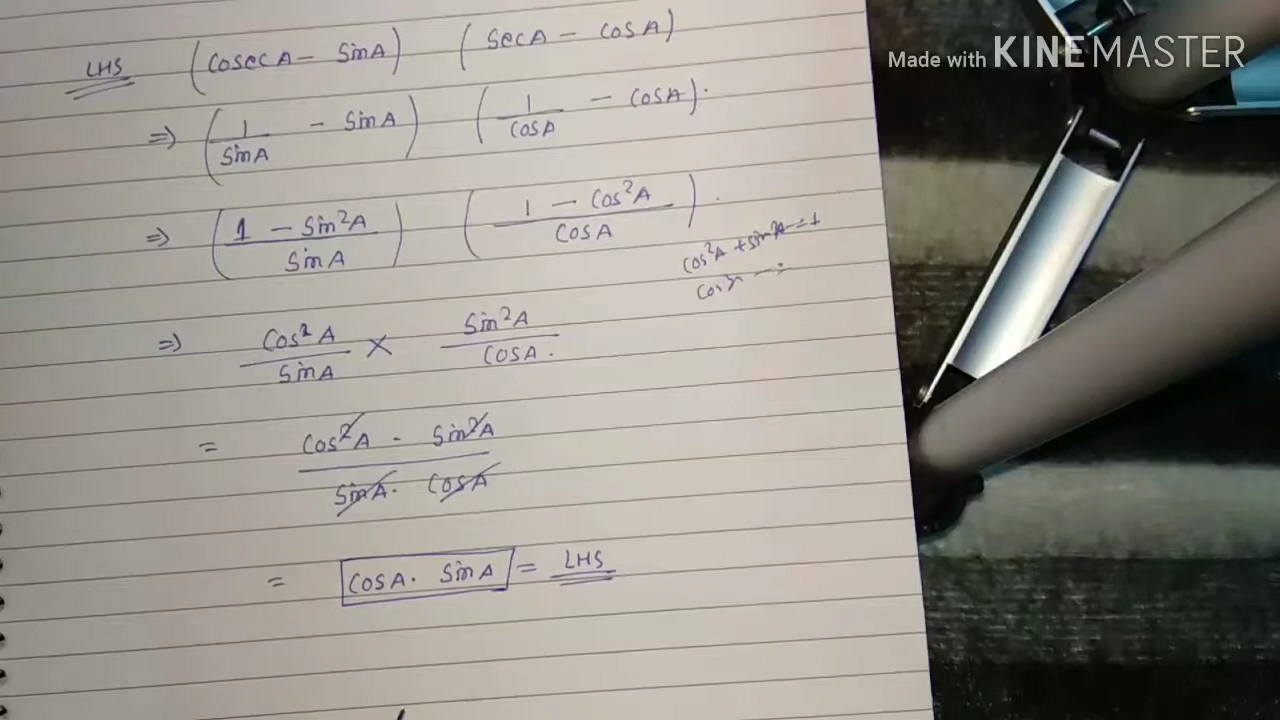 LHS (CosecA - SinA) (SecA - CosA)
Made with KINEMASTER
⇒ (1/SinA - SinA) (1/CosA - CosA).
⇒ (1 - Sin²A/SinA) (1 - Cos²A/CosA).
Cos²A + Sin²A = 1
⇒ Cos²A/SinA × Sin²A/CosA.
= Cos²A · Sin²A/SinA. CosA
= CosA. SinA = LHS